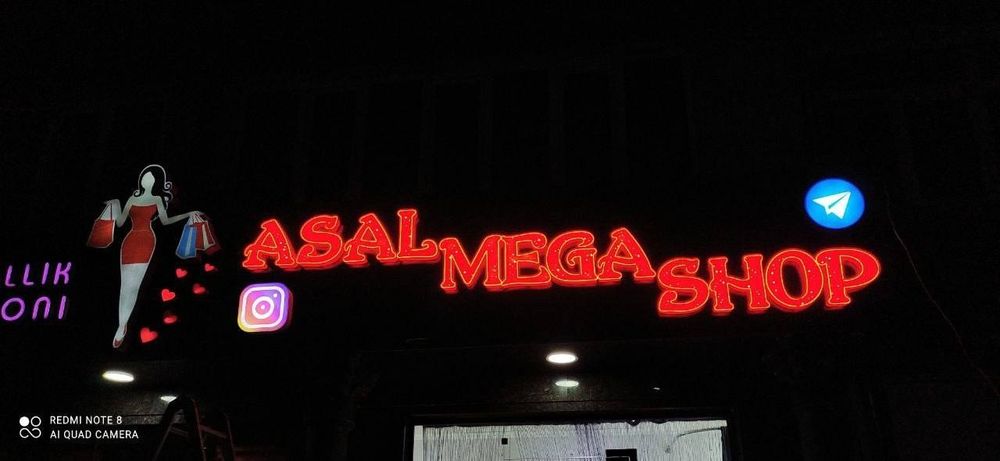 LLIK
ONI
ASAL MEGA SHOP
REDMI NOTE 8
AI QUAD CAMERA